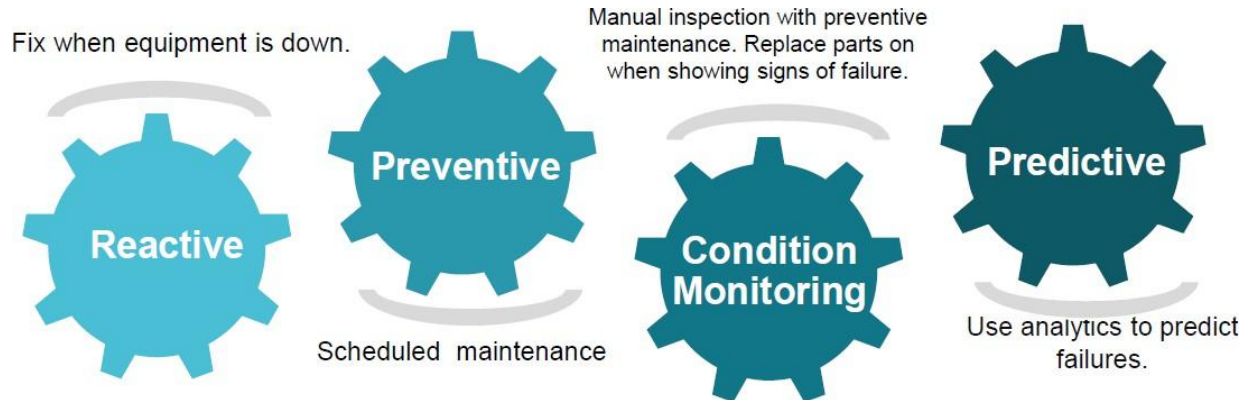 Fix when equipment is down.
Reactive
Preventive
Scheduled maintenance
Manual inspection with preventive
maintenance. Replace parts on
when showing signs of failure.
Condition
Monitoring
Predictive
Use analytics to predict
failures.